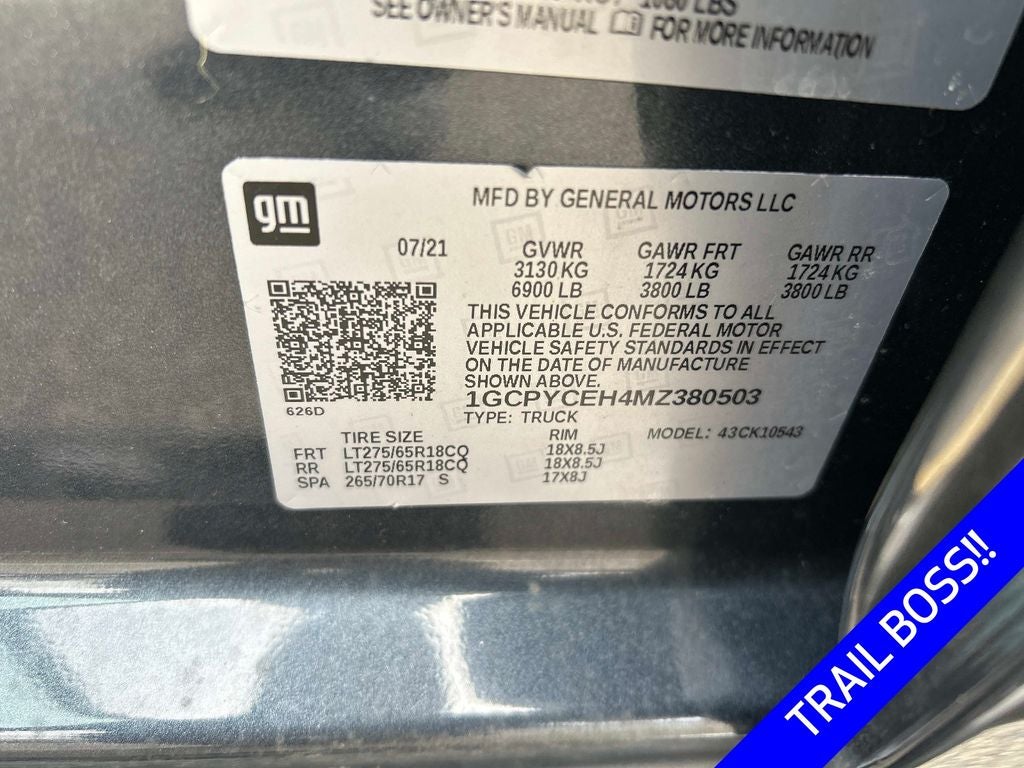 1060 LBS
SEE OWNER'S MANUAL FOR MORE INFORMATION
gm
MFD BY GENERAL MOTORS LLC
07/21 GVWR GAWR FRT GAWR RR
3130 KG 1724 KG 1724 KG
6900 LB 3800 LB 3800 LB
THIS VEHICLE CONFORMS TO ALL
APPLICABLE U.S. FEDERAL MOTOR
VEHICLE SAFETY STANDARDS IN EFFECT
ON THE DATE OF MANUFACTURE
SHOWN ABOVE.
626D
1GCPYCEH4MZ380503
TYPE: TRUCK
TIRE SIZE RIM MODEL: 43CK10543
FRT LT275/65R18CQ 18X8.5J
RR LT275/65R18CQ 18X8.5J
SPA 265/70R17 S 17X8J
TRAIL BOSS!!